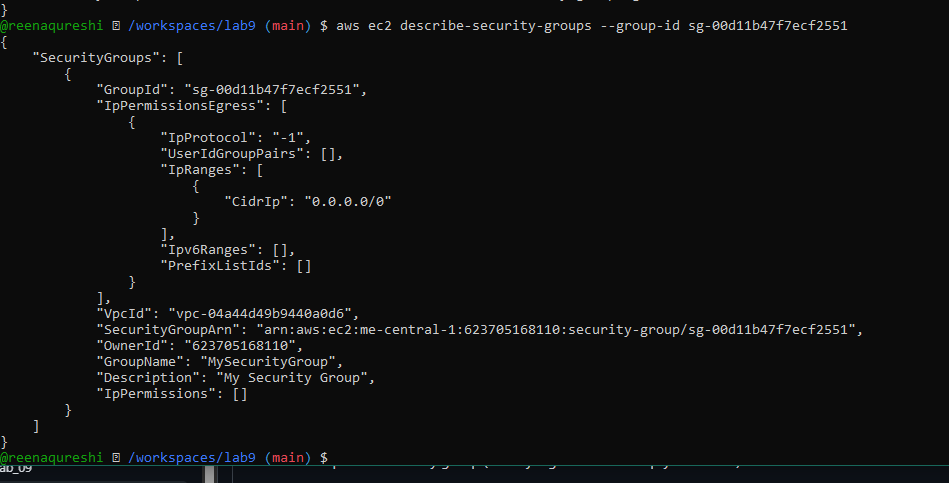 }
@reenaqureshi /workspaces/lab9 (main) $ aws ec2 describe-security-groups --group-id sg-00d11b47f7ecf2551
{
    "SecurityGroups": [
        {
            "GroupId": "sg-00d11b47f7ecf2551",
            "IpPermissionsEgress": [
                {
                    "IpProtocol": "-1",
                    "UserIdGroupPairs": [],
                    "IpRanges": [
                        {
                            "CidrIp": "0.0.0.0/0"
                        }
                    ],
                    "Ipv6Ranges": [],
                    "PrefixListIds": []
                }
            ],
            "VpcId": "vpc-04a44d49b9440a0d6",
            "SecurityGroupArn": "arn:aws:ec2:me-central-1:623705168110:security-group/sg-00d11b47f7ecf2551",
            "OwnerId": "623705168110",
            "GroupName": "MySecurityGroup",
            "Description": "My Security Group",
            "IpPermissions": []
        }
    ]
}
@reenaqureshi /workspaces/lab9 (main) $